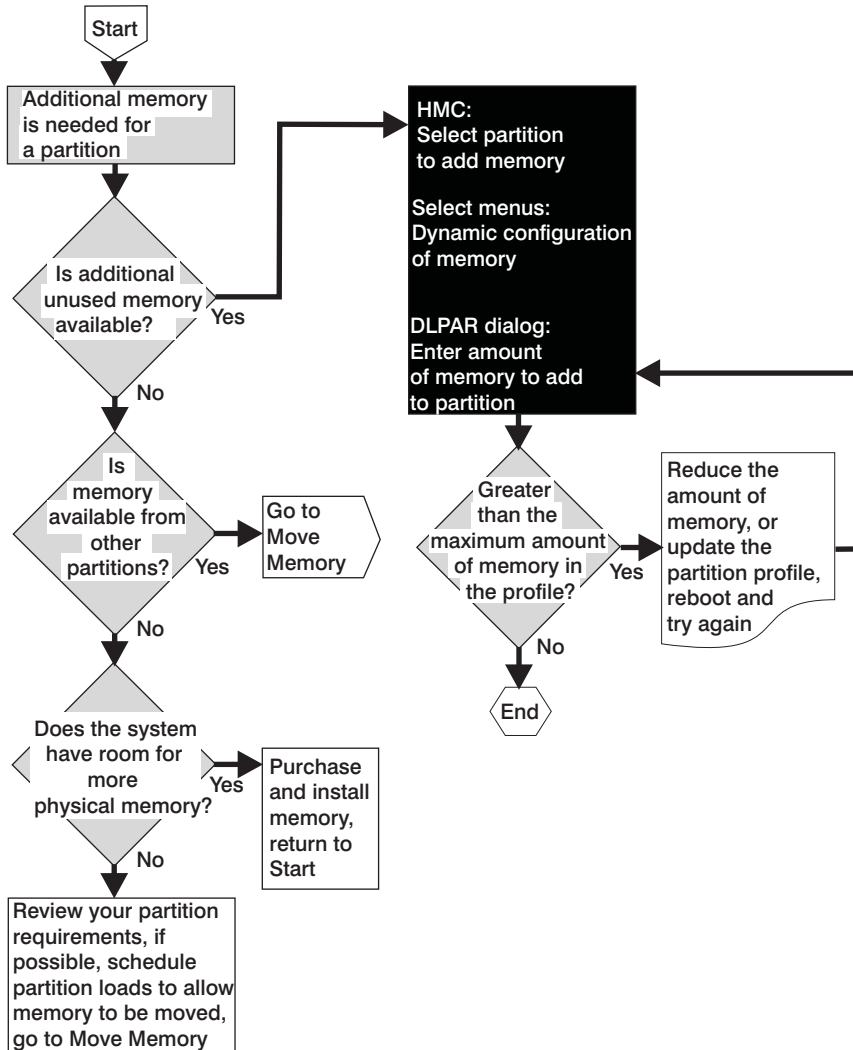 Start
Additional memory
is needed for
a partition
Is additional
unused memory
available?
Yes
No
HMC:
Select partition
to add memory
Select menus:
Dynamic configuration
of memory
DLPAR dialog:
Enter amount
of memory to add
to partition
Is
memory
available from
other
partitions?
Yes
No
Go to
Move
Memory
Greater
than the
maximum amount
of memory in
the profile?
Yes
No
Reduce the
amount of
memory, or
update the
partition profile,
reboot and
try again
End
Does the system
have room for
more
physical memory?
Yes
No
Purchase
and install
memory,
return to
Start
Review your partition
requirements, if
possible, schedule
partition loads to allow
memory to be moved,
go to Move Memory